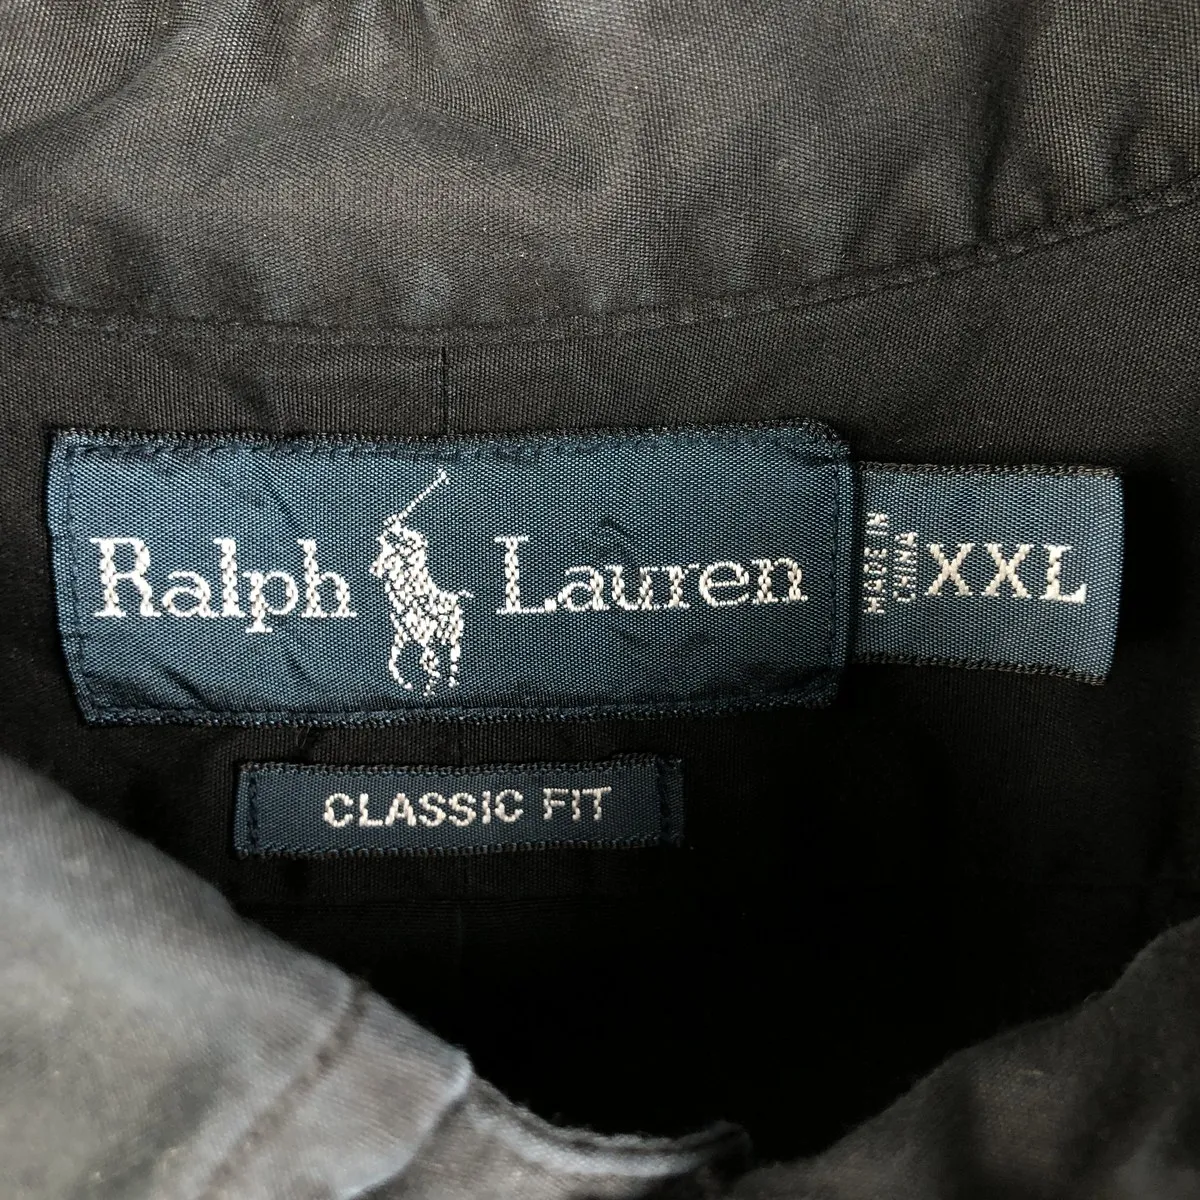 Ralph Lauren
MADE IN
CHINA
XXL
CLASSIC FIT